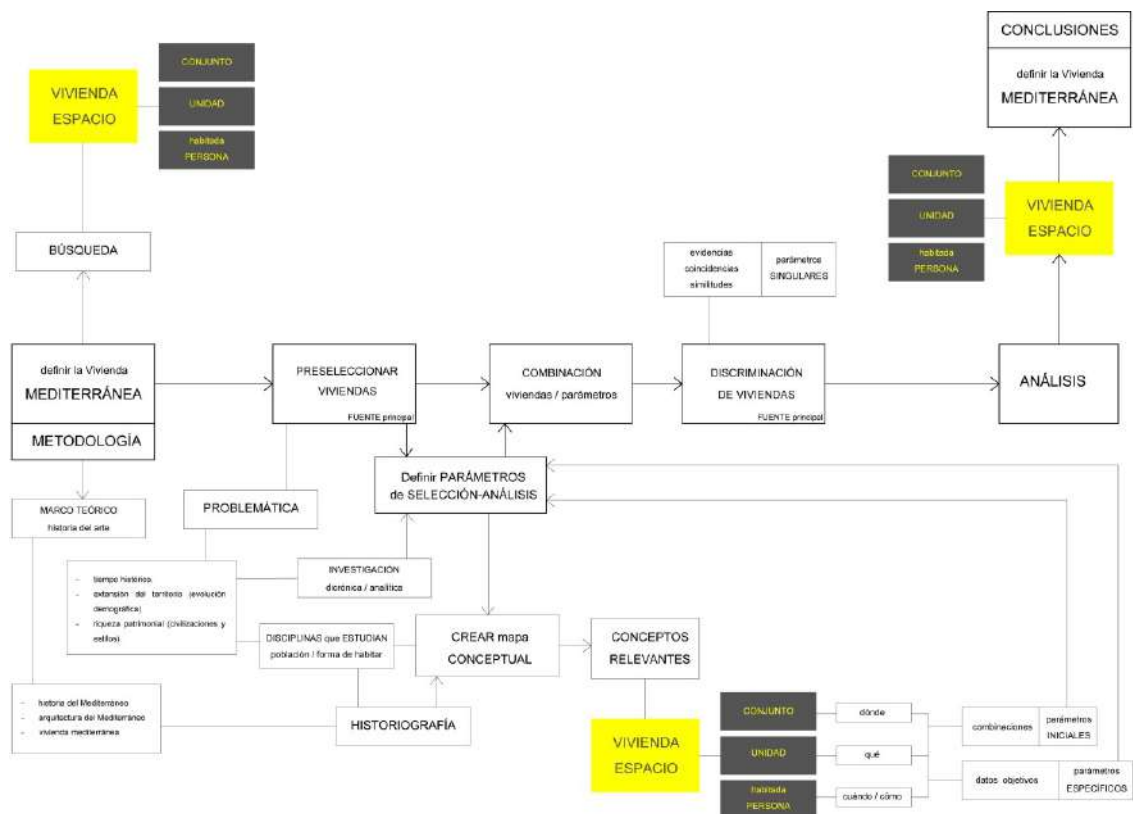 CONCLUSIONES
definir la Vivienda
MEDITERRÁNEA
VIVIENDA
ESPACIO
CONJUNTO
UNIDAD
habitada
PERSONA
CONJUNTO
UNIDAD
habitada
PERSONA
VIVIENDA
ESPACIO
BÚSQUEDA
evidencias
coincidencias
similitudes
parámetros
SINGULARES
definir la Vivienda
MEDITERRÁNEA
METODOLOGÍA
PRESELECCIONAR
VIVIENDAS
FUENTE principal
COMBINACIÓN
viviendas / parámetros
DISCRIMINACIÓN
DE VIVIENDAS
FUENTE principal
ANÁLISIS
Definir PARÁMETROS
de SELECCIÓN-ANÁLISIS
PROBLEMÁTICA
MARCO TEÓRICO
historia del arte
- tiempo histórico.
- extensión del territorio (evolución
demográfica)
- riqueza patrimonial (civilizaciones y
estilos)
INVESTIGACIÓN
dicrónica / analítica
DISCIPLINAS que ESTUDIAN
población / forma de habitar
CREAR mapa
CONCEPTUAL
CONCEPTOS
RELEVANTES
- historia del Mediterráneo
- arquitectura del Mediterráneo
- vivienda mediterránea
HISTORIOGRAFÍA
VIVIENDA
ESPACIO
CONJUNTO
UNIDAD
habitada
PERSONA
dónde
qué
cuándo / cómo
combinaciones
parámetros
INICIALES
datos objetivos
parámetros
ESPECÍFICOS